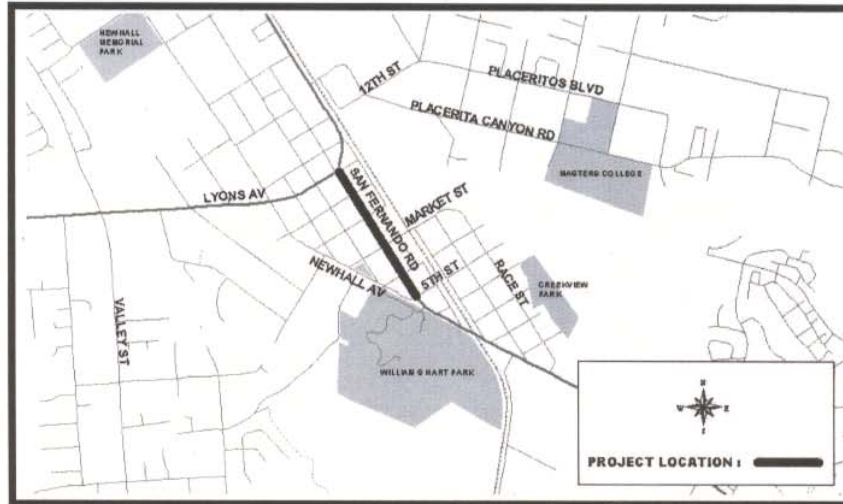 NEWHALL
MEMORIAL
PARK
12TH ST
PLACERITOS BLVD
PLACERITA CANYON RD
MASTERS COLLEGE
LYONS AV
SAN FERNANDO RD
MARKET ST
NEWHALL AV
5TH ST
RACE ST
CREEKVIEW
PARK
VALLEY ST
WILLIAM S HART PARK
N
W E
S
PROJECT LOCATION :